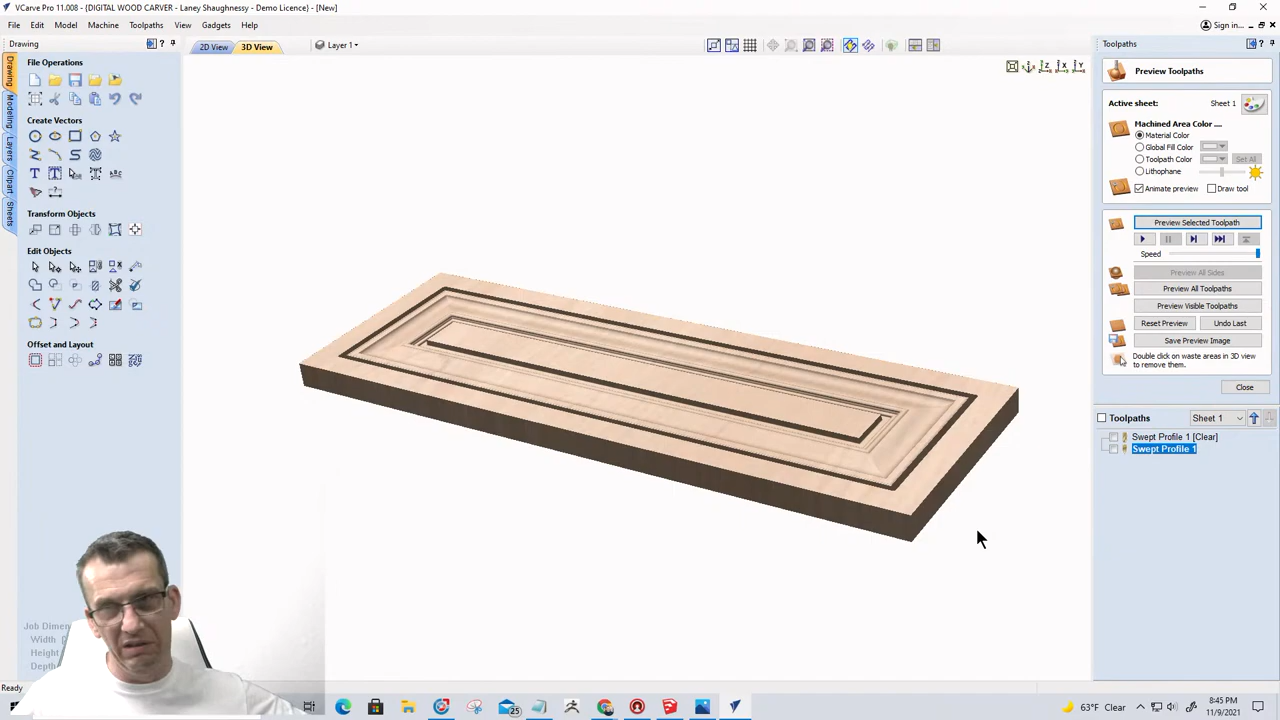 VCarve Pro 11.008 - (DIGITAL WOOD CARVER - Laney Shaughnessy - Demo Licence) - [New]
File Edit Model Machine Toolpaths View Gadgets Help
Sign in...
Drawing
2D View 3D View Layer 1
Toolpaths
File Operations
Create Vectors
Transform Objects
Edit Objects
Offset and Layout
Drawing
Modeling
Layers
Clipart
Sheets
Z X Y
Preview Toolpaths
Active sheet: Sheet 1
Machined Area Color ....
Material Color
Global Fill Color
Toolpath Color Set All
Lithophane
Animate preview Draw tool
Preview Selected Toolpath
Speed
Preview All Sides
Preview All Toolpaths
Preview Visible Toolpaths
Reset Preview Undo Last
Save Preview Image
Double click on waste areas in 3D view
to remove them.
Close
Toolpaths Sheet 1
Swept Profile 1 [Clear]
Swept Profile 1
Job Dimen
Width
Height
Depth
Ready
25
63°F Clear
8:45 PM
11/9/2021